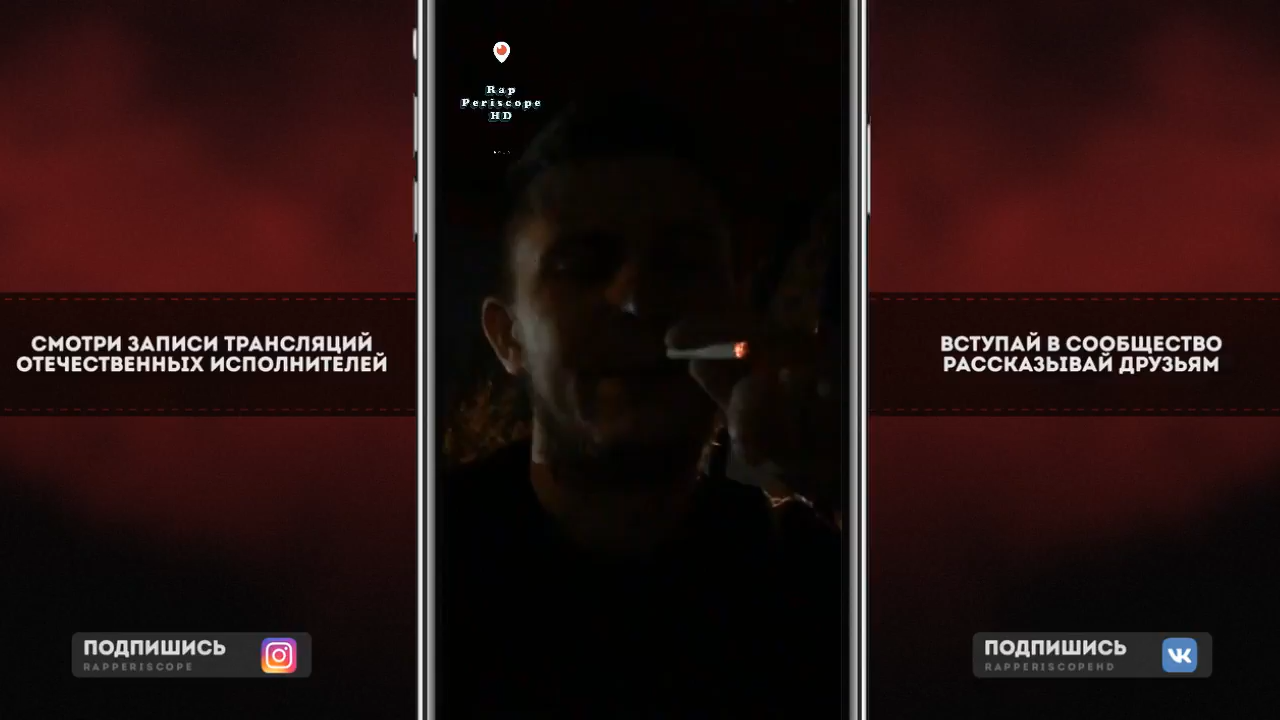 Rap
Periscope
HD
СМОТРИ ЗАПИСИ ТРАНСЛЯЦИЙ
ОТЕЧЕСТВЕННЫХ ИСПОЛНИТЕЛЕЙ
ВСТУПАЙ В СООБЩЕСТВО
РАССКАЗЫВАЙ ДРУЗЬЯМ
ПОДПИШИСЬ
RAPPERISCOPE
ПОДПИШИСЬ
RAPPERISCOPEHD